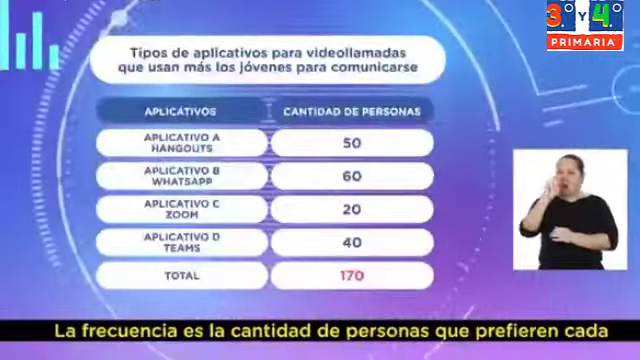 3.° Y 4.°
PRIMARIA
Tipos de aplicativos para videollamadas
que usan más los jóvenes para comunicarse
APLICATIVOS
CANTIDAD DE PERSONAS
APLICATIVO A
HANGOUTS
50
APLICATIVO B
WHATSAPP
60
APLICATIVO C
ZOOM
20
APLICATIVO D
TEAMS
40
TOTAL
170
La frecuencia es la cantidad de personas que prefieren cada